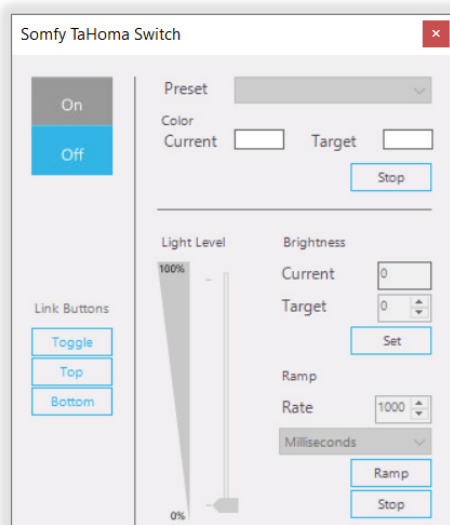 Somfy TaHoma Switch
×
On
Off
Preset
Color
Current
Target
Stop
Light Level
100%
0%
Brightness
Current
0
Target
0
Set
Ramp
Rate
1000
Milliseconds
Ramp
Stop
Link Buttons
Toggle
Top
Bottom